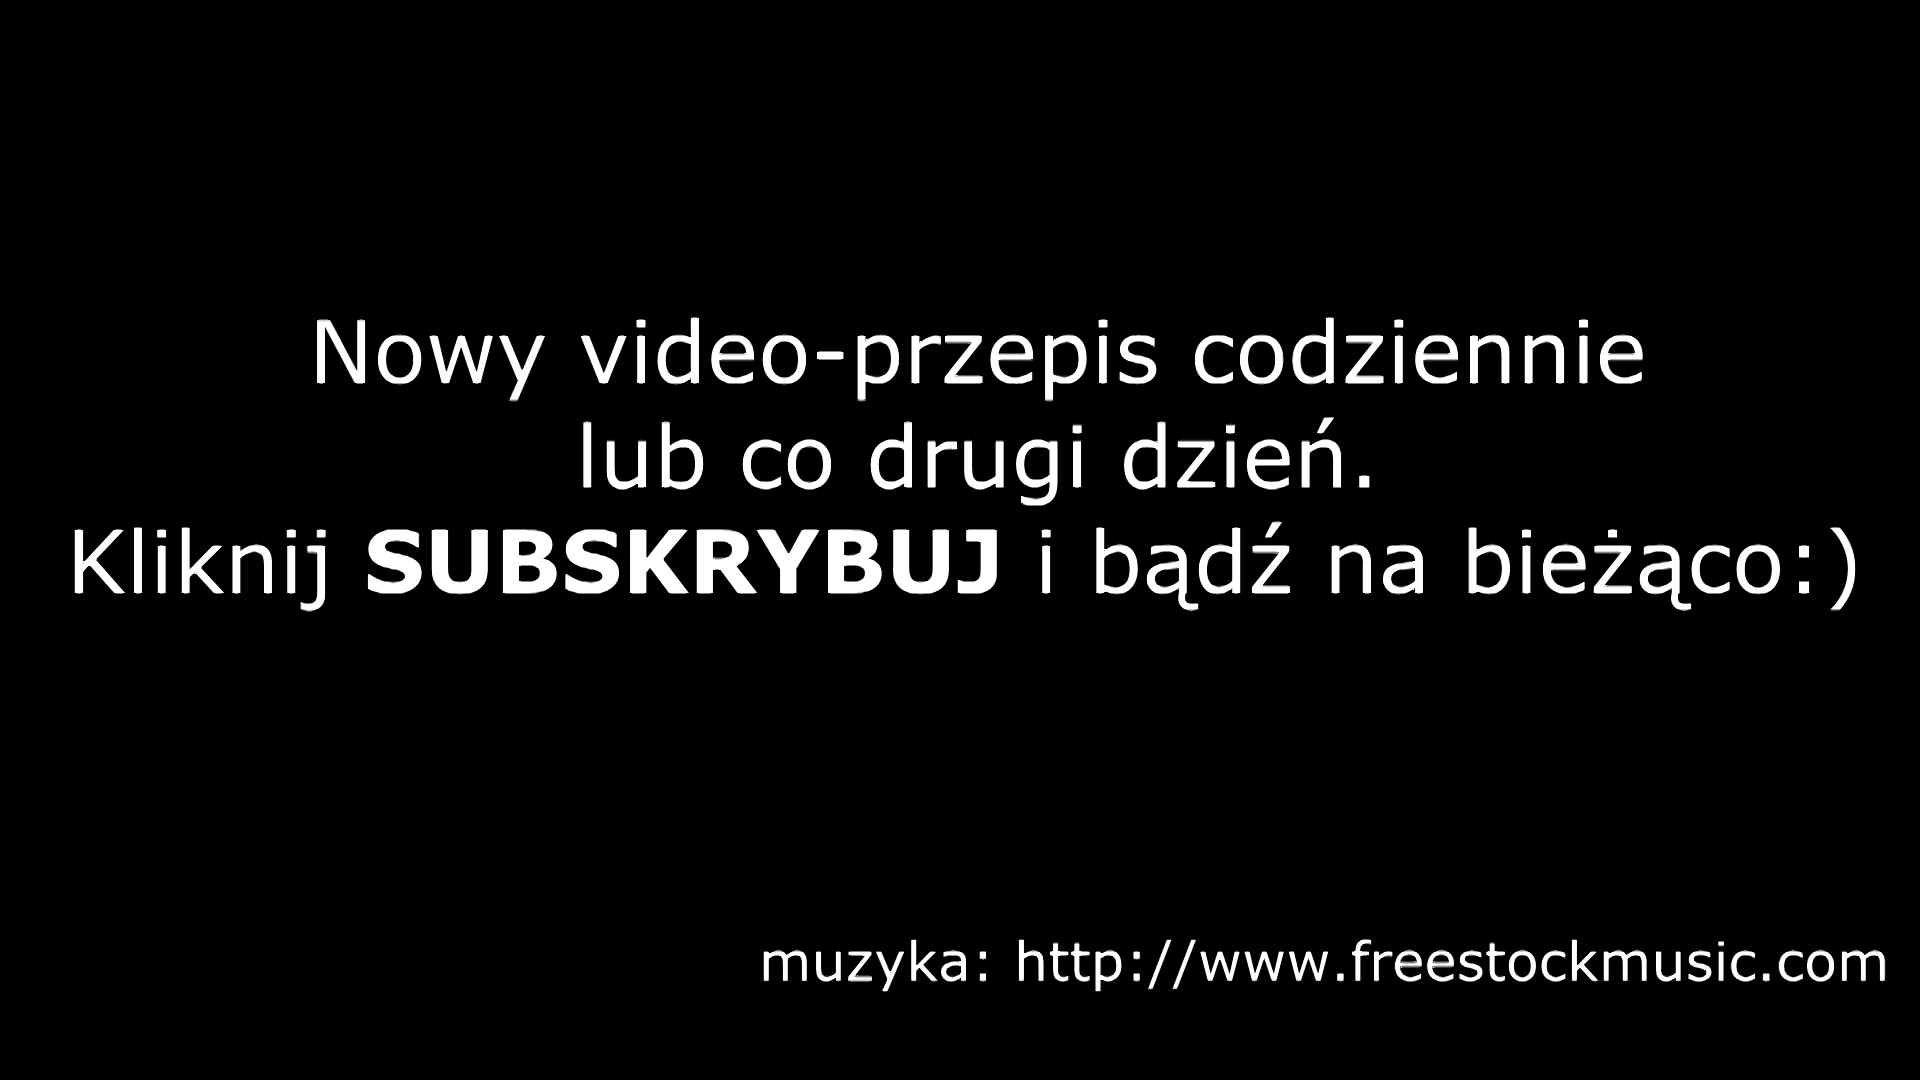 Nowy video-przepis codziennie
lub co drugi dzień.
Kliknij SUBSKRYBUJ i bądź na bieżąco:)
muzyka: http://www.freestockmusic.com